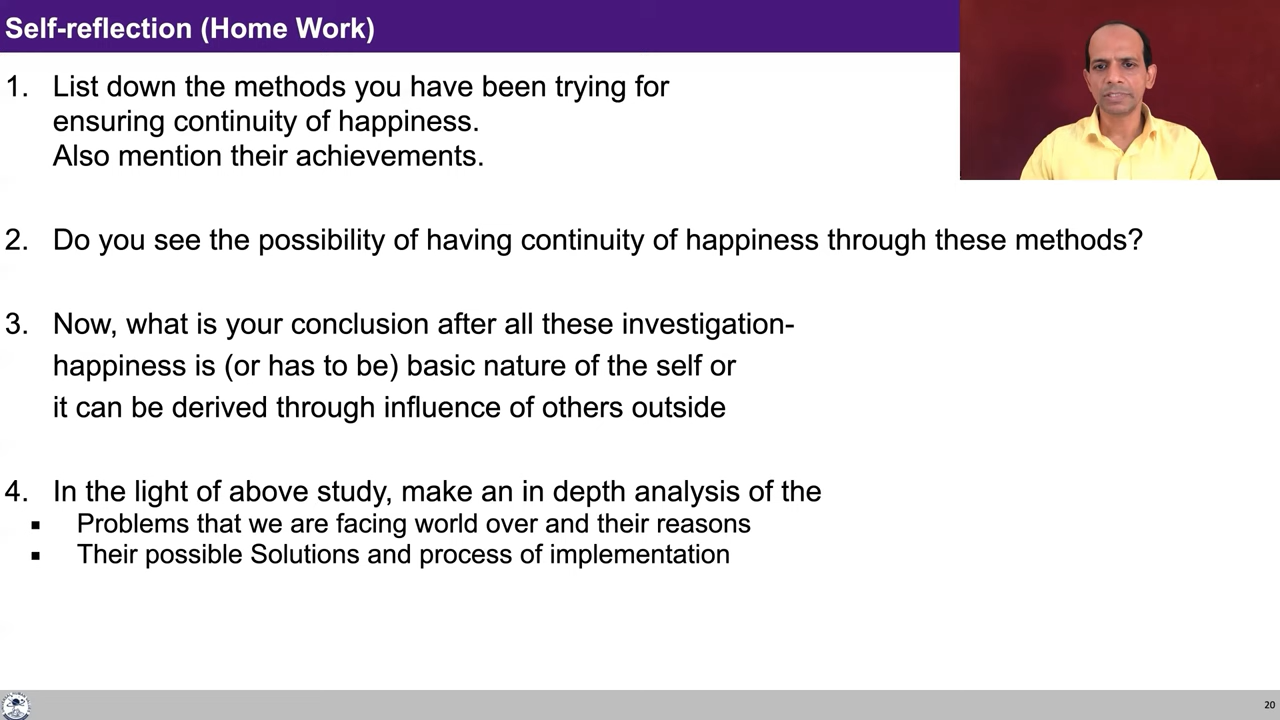 Self-reflection (Home Work)
1. List down the methods you have been trying for
ensuring continuity of happiness.
Also mention their achievements.
2. Do you see the possibility of having continuity of happiness through these methods?
3. Now, what is your conclusion after all these investigation-
happiness is (or has to be) basic nature of the self or
it can be derived through influence of others outside
4. In the light of above study, make an in depth analysis of the
▪ Problems that we are facing world over and their reasons
▪ Their possible Solutions and process of implementation
20